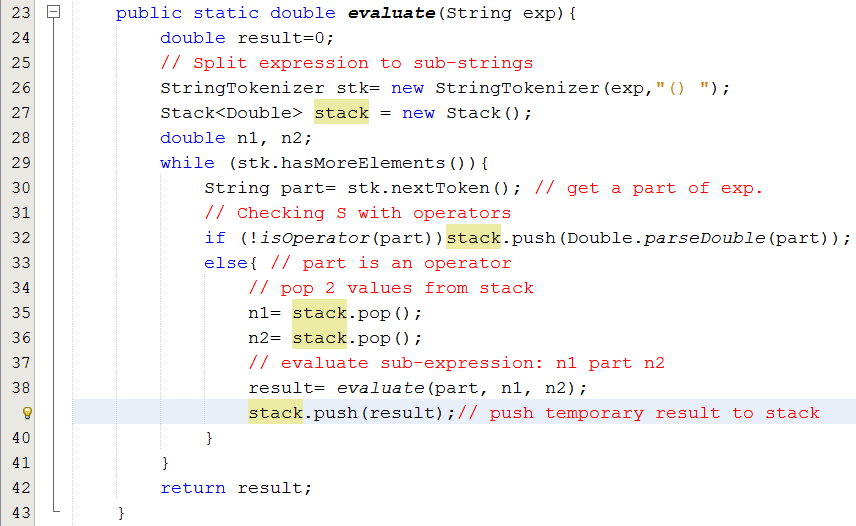 23 public static double evaluate(String exp){
24 double result=0;
25 // Split expression to sub-strings
26 StringTokenizer stk= new StringTokenizer(exp,"() ");
27 Stack<Double> stack = new Stack();
28 double n1, n2;
29 while (stk.hasMoreElements()){
30 String part= stk.nextToken(); // get a part of exp.
31 // Checking S with operators
32 if (!isOperator(part))stack.push(Double.parseDouble(part));
33 else{ // part is an operator
34 // pop 2 values from stack
35 n1= stack.pop();
36 n2= stack.pop();
37 // evaluate sub-expression: n1 part n2
38 result= evaluate(part, n1, n2);
stack.push(result);// push temporary result to stack
40 }
41 }
42 return result;
43 }